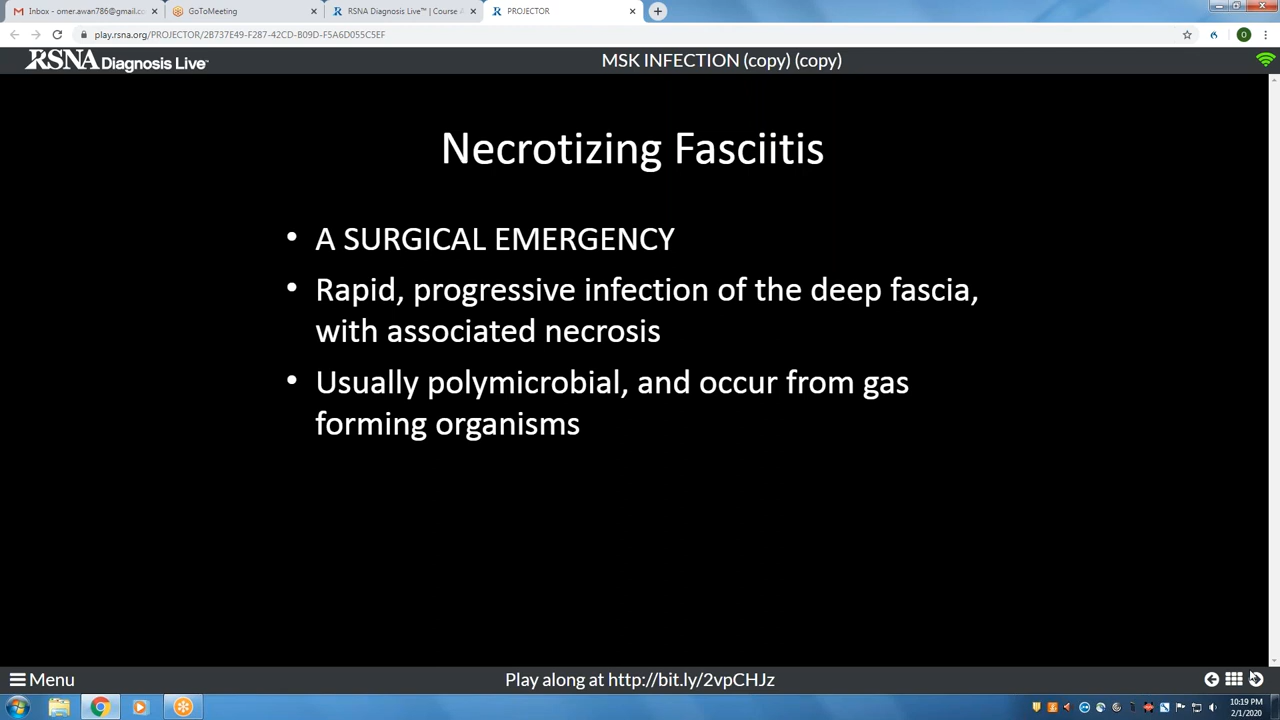 Inbox - omer.awan786@gmail.c
GoToMeeting
RSNA Diagnosis Live™ | Course
PROJECTOR
play.rsna.org/PROJECTOR/2B737E49-F287-42CD-B09D-F5A6D055C5EF
O
RSNA Diagnosis Live™
MSK INFECTION (copy) (copy)
Necrotizing Fasciitis
• A SURGICAL EMERGENCY
• Rapid, progressive infection of the deep fascia,
with associated necrosis
• Usually polymicrobial, and occur from gas
forming organisms
Menu
Play along at http://bit.ly/2vpCHJz
10:19 PM
2/1/2020